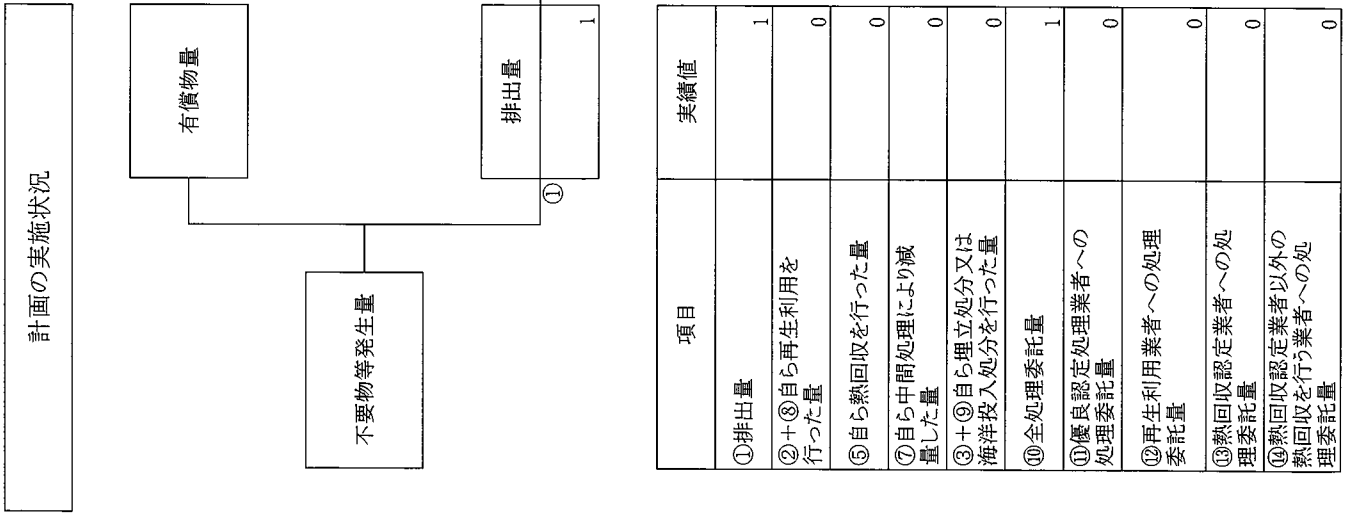 計画の実施状況
有償物量
不要物等発生量
①
排出量
1
項目
実績値
①排出量
1
②+⑧自ら再生利用を
行った量
0
⑤自ら熱回収を行った量
0
⑦自ら中間処理により減
量した量
0
③+⑨自ら埋立処分又は
海洋投入処分を行った量
0
⑩全処理委託量
1
⑪優良認定処理業者への
処理委託量
0
⑫再生利用業者への処理
委託量
0
⑬熱回収認定業者への処
理委託量
0
⑭熱回収認定業者以外の
熱回収を行う業者への処
理委託量
0